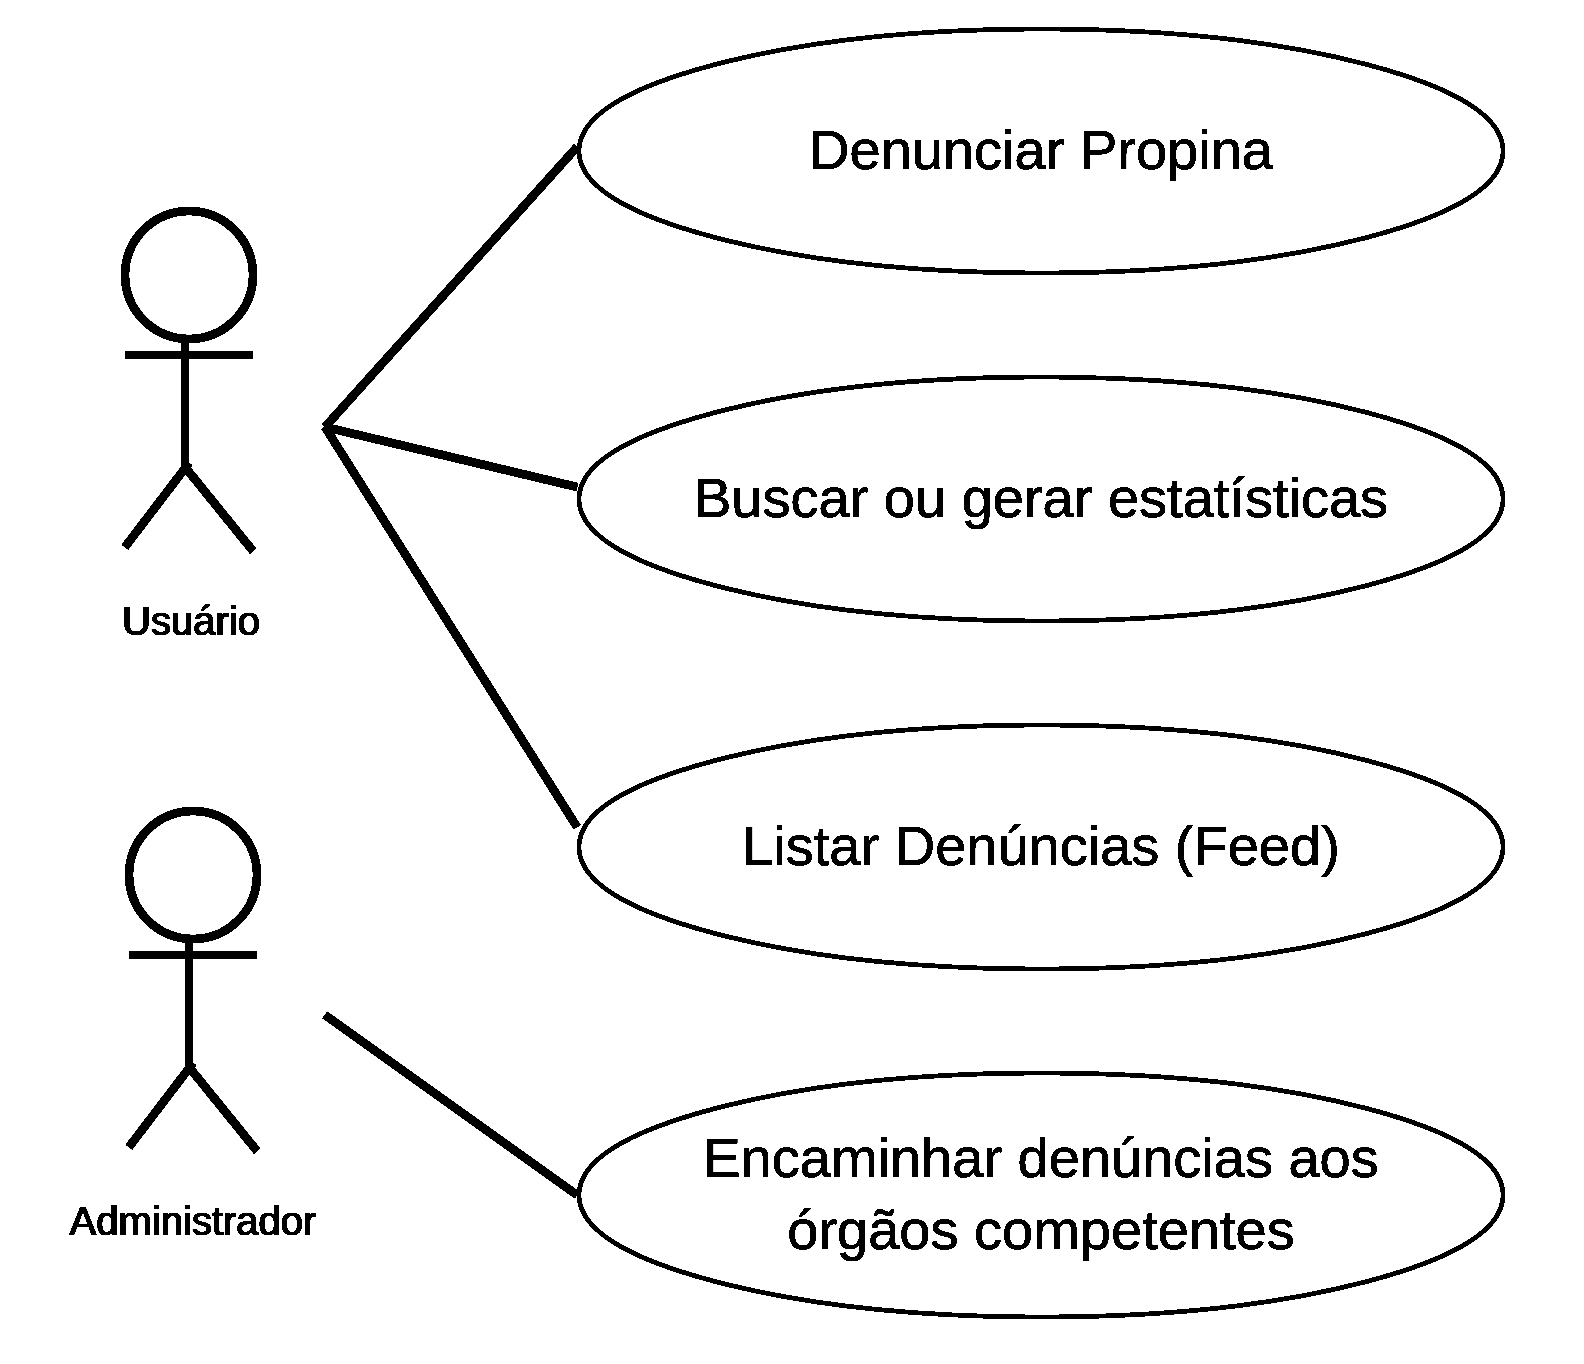 Denunciar Propina
Buscar ou gerar estatísticas
Usuário
Listar Denúncias (Feed)
Encaminhar denúncias aos
órgãos competentes
Administrador